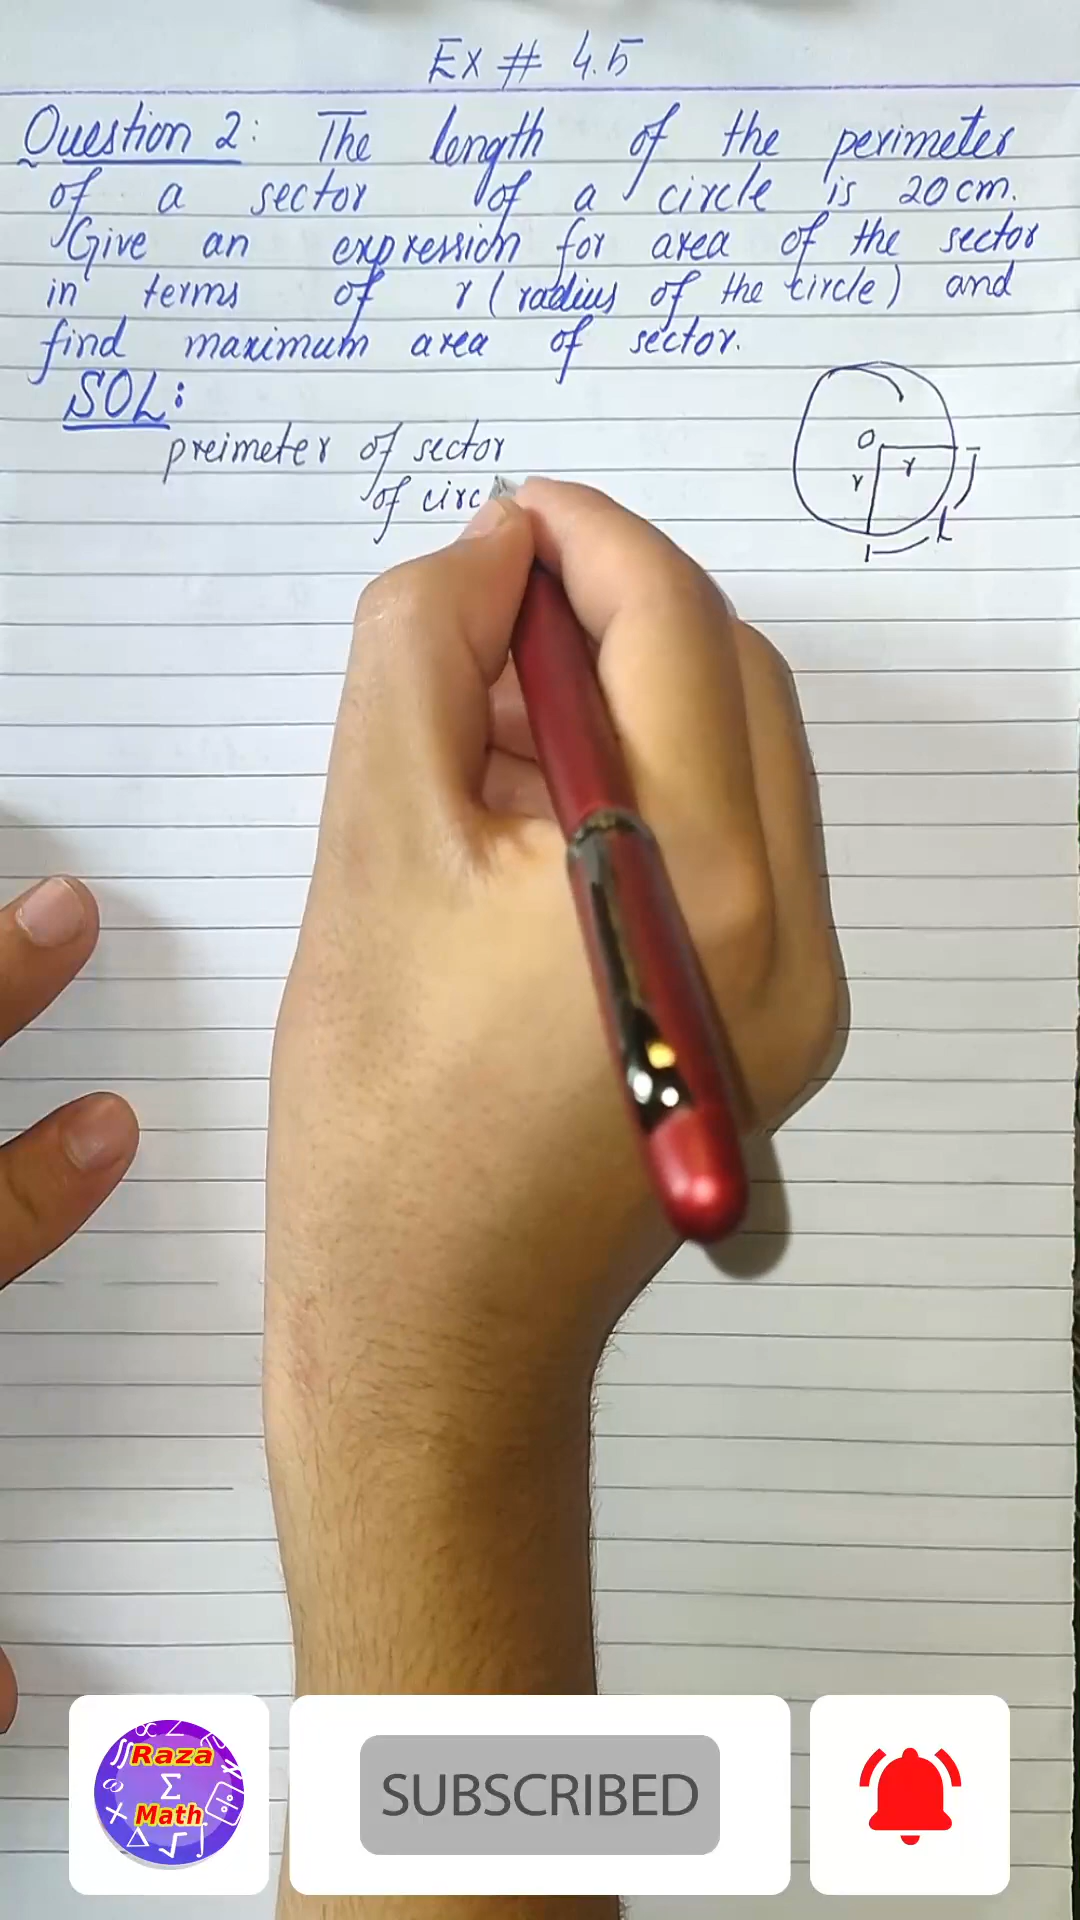 Ex # 4.5
Question 2: The length of the perimeter
of a sector of a circle is 20 cm.
Give an expression for area of the sector
in terms of r (radius of the circle) and
find maximum area of sector.
SOL:
preimeter of sector
of circ
O r
r
l
Raza
Σ
Math
SUBSCRIBED